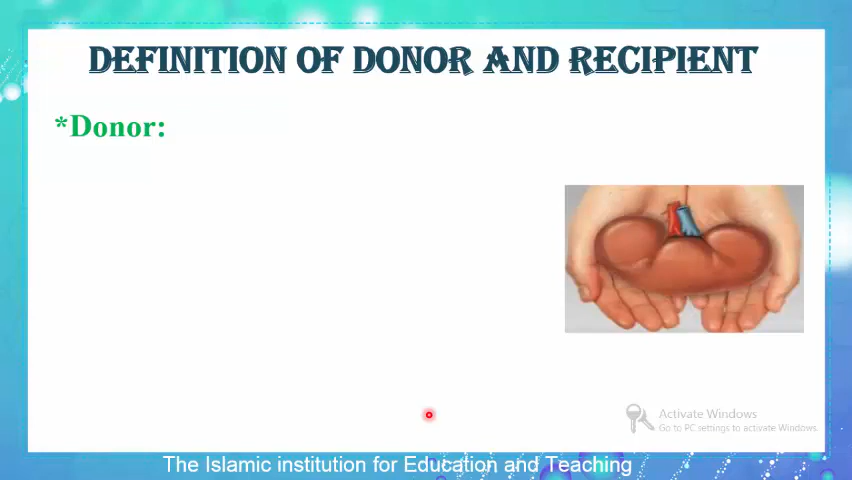 DEFINITION OF DONOR AND RECIPIENT
*Donor:
Activate Windows
Go to PC settings to activate Windows.
The Islamic institution for Education and Teaching